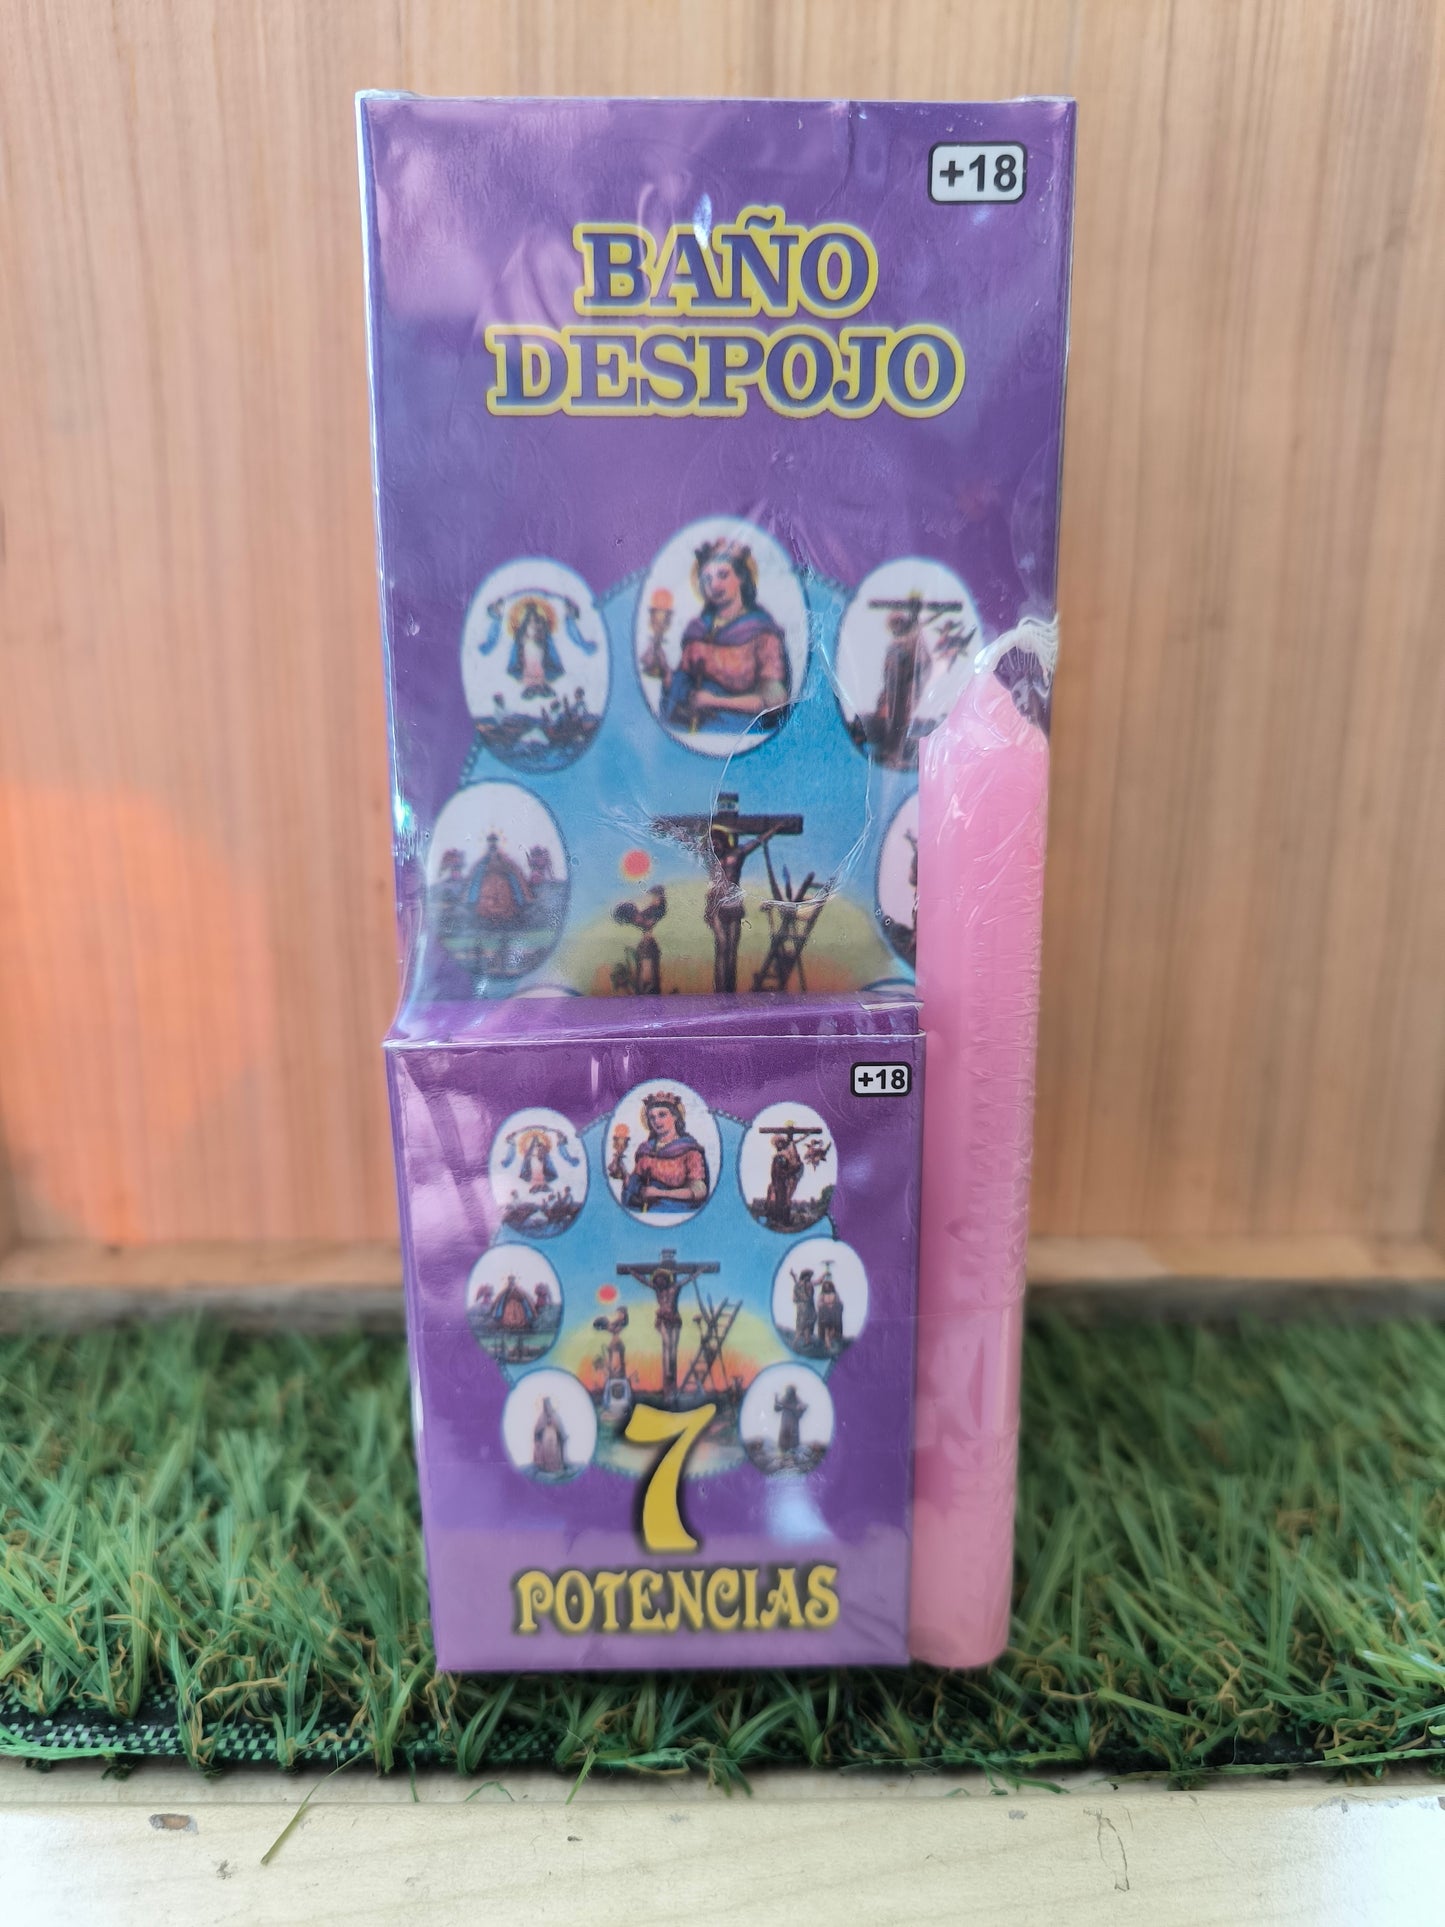 +18
BAÑO
DESPOJO
+18
7
POTENCIAS